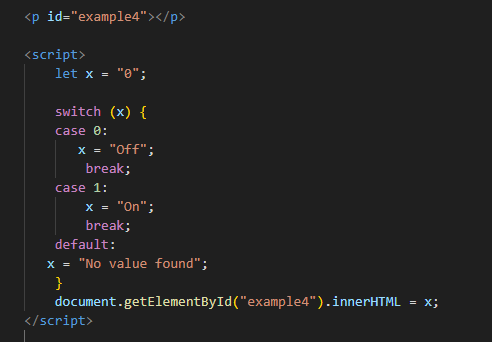 <p id="example4"></p>
<script>
let x = "0";
switch (x) {
case 0:
x = "Off";
break;
case 1:
x = "On";
break;
default:
x = "No value found";
}
document.getElementById("example4").innerHTML = x;
</script>